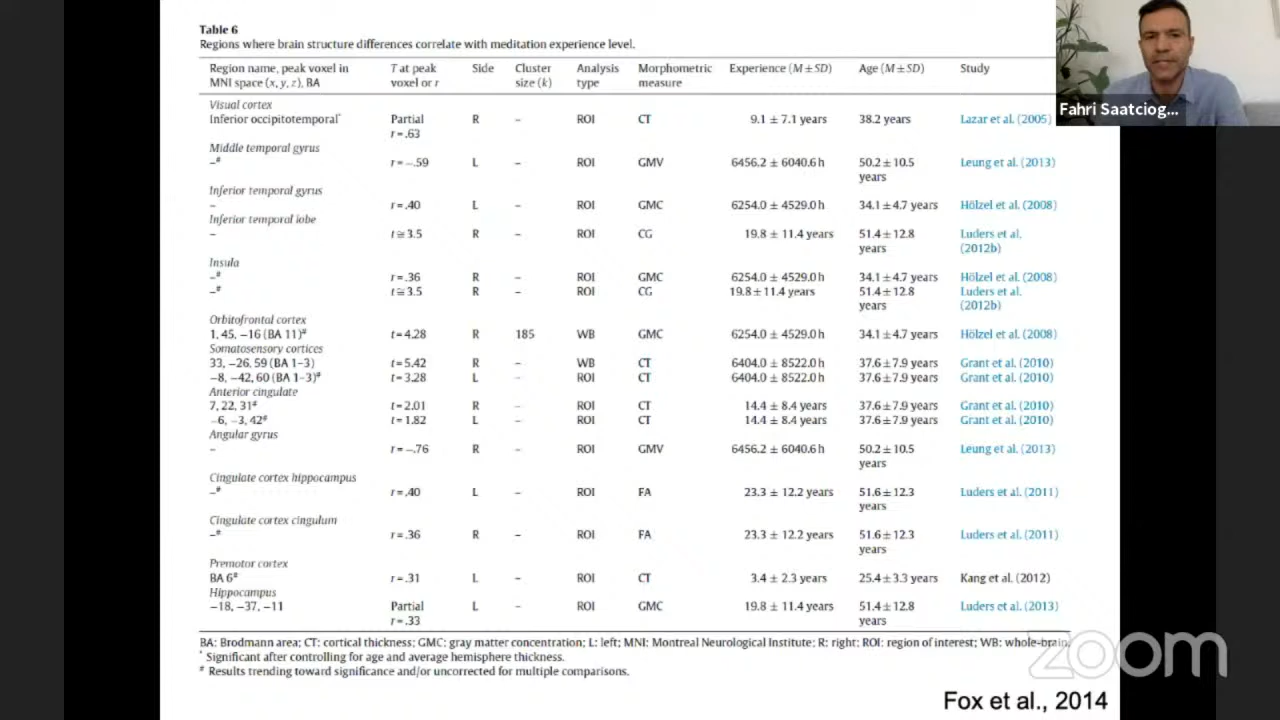 Table 6
Regions where brain structure differences correlate with meditation experience level.
Region name, peak voxel in MNI space (x, y, z), BA T at peak voxel or r Side Cluster size (k) Analysis type Morphometric measure Experience (M ± SD) Age (M ± SD) Study
Visual cortex
Inferior occipitotemporal* Partial r = .63 R – ROI CT 9.1 ± 7.1 years 38.2 years Lazar et al. (2005)
Middle temporal gyrus
–# r = –.59 L – ROI GMV 6456.2 ± 6040.6 h 50.2 ± 10.5 years Leung et al. (2013)
Inferior temporal gyrus
– r = .40 L – ROI GMC 6254.0 ± 4529.0 h 34.1 ± 4.7 years Hölzel et al. (2008)
Inferior temporal lobe
– t ≅ 3.5 R – ROI CG 19.8 ± 11.4 years 51.4 ± 12.8 years Luders et al. (2012b)
Insula
–# r = .36 R – ROI GMC 6254.0 ± 4529.0 h 34.1 ± 4.7 years Hölzel et al. (2008)
–# t ≅ 3.5 R – ROI CG 19.8 ± 11.4 years 51.4 ± 12.8 years Luders et al. (2012b)
Orbitofrontal cortex
1, 45, –16 (BA 11)# t = 4.28 R 185 WB GMC 6254.0 ± 4529.0 h 34.1 ± 4.7 years Hölzel et al. (2008)
Somatosensory cortices
33, –26, 59 (BA 1–3) t = 5.42 R – WB CT 6404.0 ± 8522.0 h 37.6 ± 7.9 years Grant et al. (2010)
–8, –42, 60 (BA 1–3)# t = 3.28 L – ROI CT 6404.0 ± 8522.0 h 37.6 ± 7.9 years Grant et al. (2010)
Anterior cingulate
7, 22, 31# t = 2.01 R – ROI CT 14.4 ± 8.4 years 37.6 ± 7.9 years Grant et al. (2010)
–6, –3, 42# t = 1.82 L – ROI CT 14.4 ± 8.4 years 37.6 ± 7.9 years Grant et al. (2010)
Angular gyrus
– r = –.76 R – ROI GMV 6456.2 ± 6040.6 h 50.2 ± 10.5 years Leung et al. (2013)
Cingulate cortex hippocampus
–# r = .40 L – ROI FA 23.3 ± 12.2 years 51.6 ± 12.3 years Luders et al. (2011)
Cingulate cortex cingulum
–# r = .36 R – ROI FA 23.3 ± 12.2 years 51.6 ± 12.3 years Luders et al. (2011)
Premotor cortex
BA 6# r = .31 L – ROI CT 3.4 ± 2.3 years 25.4 ± 3.3 years Kang et al. (2012)
Hippocampus
–18, –37, –11 Partial r = .33 L – ROI GMC 19.8 ± 11.4 years 51.4 ± 12.8 years Luders et al. (2013)
BA: Brodmann area; CT: cortical thickness; GMC: gray matter concentration; L: left; MNI: Montreal Neurological Institute; R: right; ROI: region of interest; WB: whole-brain.
* Significant after controlling for age and average hemisphere thickness.
# Results trending toward significance and/or uncorrected for multiple comparisons.
Fox et al., 2014
Fahri Saatciog...
zoom